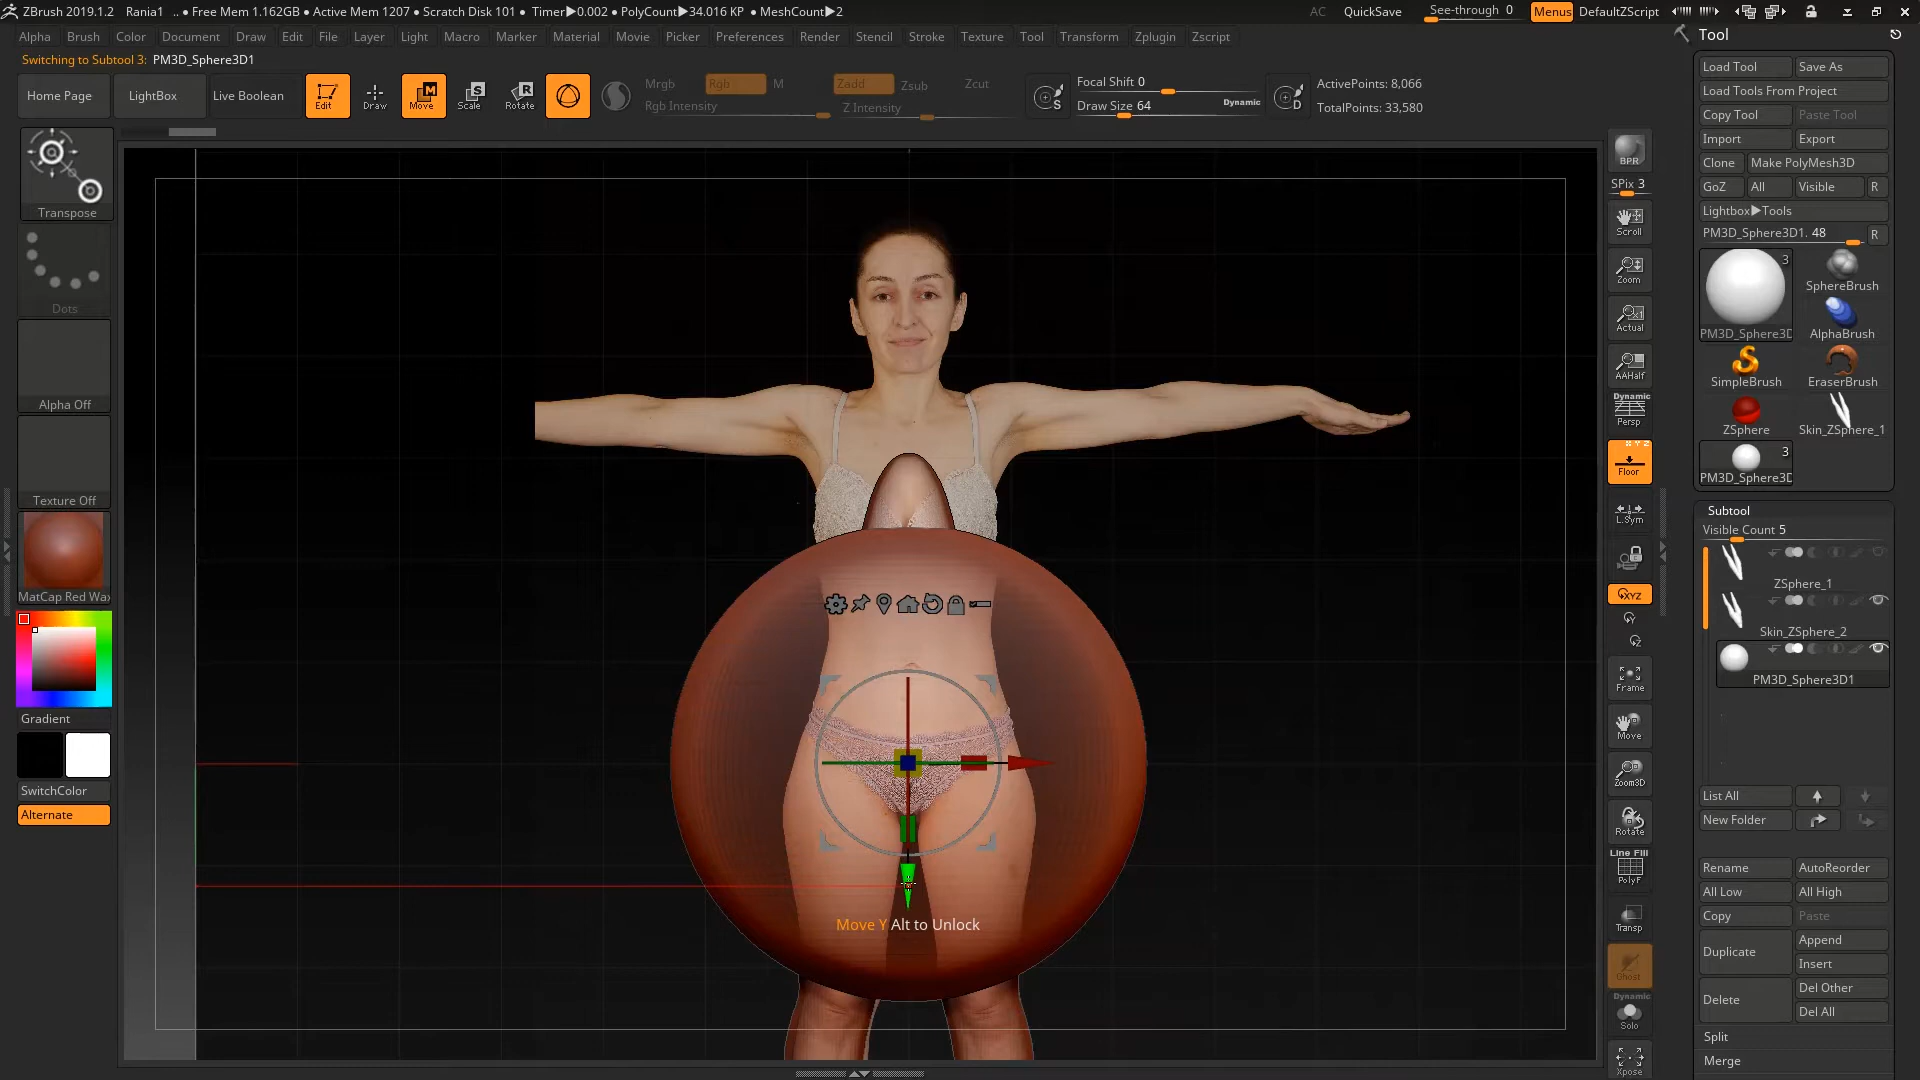 ZBrush 2019.1.2 Rania1 .. ● Free Mem 1.162GB ● Active Mem 1207 ● Scratch Disk 101 ● Timer▶0.002 ● PolyCount▶34.016 KP ● MeshCount▶2 AC QuickSave See-through 0 Menus DefaultZScript
Alpha Brush Color Document Draw Edit File Layer Light Macro Marker Material Movie Picker Preferences Render Stencil Stroke Texture Tool Transform Zplugin Zscript
Switching to Subtool 3: PM3D_Sphere3D1
Home Page LightBox Live Boolean Edit Draw Move Scale Rotate
Mrgb Rgb M Zadd Zsub Zcut
Rgb Intensity Z Intensity
Focal Shift 0
Draw Size 64 Dynamic
ActivePoints: 8,066
TotalPoints: 33,580
Transpose
Dots
Alpha Off
Texture Off
MatCap Red Wax
Gradient
SwitchColor
Alternate
Move Y Alt to Unlock
BPR
SPix 3
Scroll
Zoom
Actual
AAHalf
Dynamic
Persp
Floor
L.Sym
XYZ
Frame
Move
Zoom3D
Rotate
Line Fill
PolyF
Transp
Ghost
Dynamic
Solo
Xpose
Tool
Load Tool Save As
Load Tools From Project
Copy Tool Paste Tool
Import Export
Clone Make PolyMesh3D
GoZ All Visible R
Lightbox▶Tools
PM3D_Sphere3D1. 48 R
3
PM3D_Sphere3D SphereBrush
AlphaBrush
SimpleBrush EraserBrush
ZSphere Skin_ZSphere_1
3
PM3D_Sphere3D
Subtool
Visible Count 5
ZSphere_1
Skin_ZSphere_2
PM3D_Sphere3D1
List All
New Folder
Rename AutoReorder
All Low All High
Copy Paste
Duplicate Append
Insert
Delete Del Other
Del All
Split
Merge